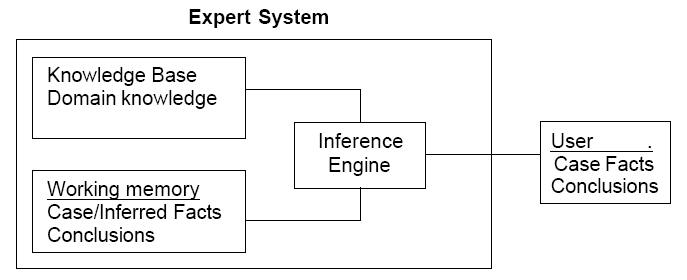 Expert System
Knowledge Base
Domain knowledge
Inference
Engine
User .
Case Facts
Conclusions
Working memory
Case/Inferred Facts
Conclusions